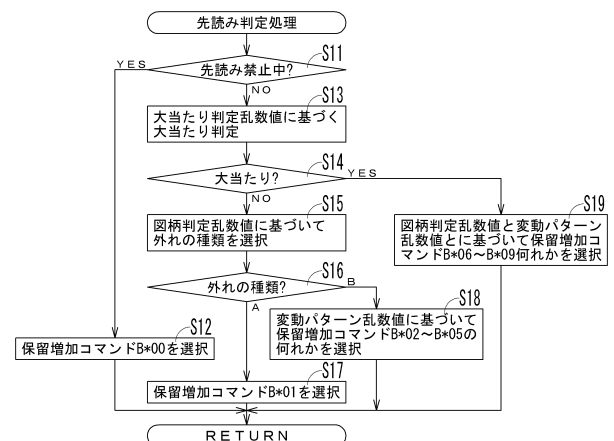 先読み判定処理
S11
先読み禁止中?
YES
NO
S13
大当たり判定乱数値に基づく
大当たり判定
S14
大当たり?
YES
NO
S15
図柄判定乱数値に基づいて
外れの種類を選択
S19
図柄判定乱数値と変動パターン
乱数値とに基づいて保留増加コ
マンドB*06~B*09何れかを選択
S16
外れの種類?
B
A
S18
変動パターン乱数値に基づいて
保留増加コマンドB*02~B*05の
何れかを選択
S12
保留増加コマンドB*00を選択
S17
保留増加コマンドB*01を選択
RETURN